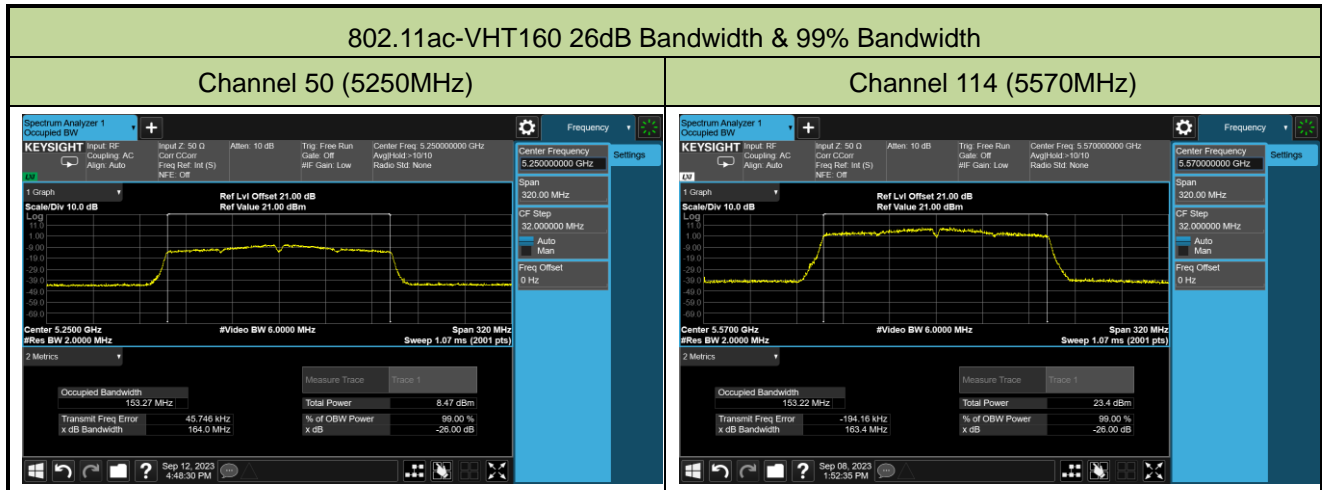 802.11ac-VHT160 26dB Bandwidth & 99% Bandwidth
Channel 50 (5250MHz)
Channel 114 (5570MHz)
Spectrum Analyzer 1
Occupied BW
+
Frequency
KEYSIGHT Input: RF
Coupling: AC
Align: Auto
Input Z: 50 Ω
Corr CCorr
Freq Ref: Int (S)
NFE: Off
Atten: 10 dB
Trig: Free Run
Gate: Off
#IF Gain: Low
Center Freq: 5.250000000 GHz
Avg|Hold:>10/10
Radio Std: None
Center Frequency
5.250000000 GHz
Settings
Span
320.00 MHz
CF Step
32.000000 MHz
Auto
Man
Freq Offset
0 Hz
LXI
1 Graph
Scale/Div 10.0 dB
Ref Lvl Offset 21.00 dB
Ref Value 21.00 dBm
Log
11.0
1.00
-9.00
-19.0
-29.0
-39.0
-49.0
-59.0
-69.0
Center 5.2500 GHz
#Res BW 2.0000 MHz
#Video BW 6.0000 MHz
Span 320 MHz
Sweep 1.07 ms (2001 pts)
2 Metrics
Measure Trace Trace 1
Occupied Bandwidth
153.27 MHz
Total Power 8.47 dBm
Transmit Freq Error 45.746 kHz
% of OBW Power 99.00 %
x dB Bandwidth 164.0 MHz
x dB -26.00 dB
?
Sep 12, 2023
4:48:30 PM
Spectrum Analyzer 1
Occupied BW
+
Frequency
KEYSIGHT Input: RF
Coupling: AC
Align: Auto
Input Z: 50 Ω
Corr CCorr
Freq Ref: Int (S)
NFE: Off
Atten: 10 dB
Trig: Free Run
Gate: Off
#IF Gain: Low
Center Freq: 5.570000000 GHz
Avg|Hold:>10/10
Radio Std: None
Center Frequency
5.570000000 GHz
Settings
Span
320.00 MHz
CF Step
32.000000 MHz
Auto
Man
Freq Offset
0 Hz
LXI
1 Graph
Scale/Div 10.0 dB
Ref Lvl Offset 21.00 dB
Ref Value 21.00 dBm
Log
11.0
1.00
-9.00
-19.0
-29.0
-39.0
-49.0
-59.0
-69.0
Center 5.5700 GHz
#Res BW 2.0000 MHz
#Video BW 6.0000 MHz
Span 320 MHz
Sweep 1.07 ms (2001 pts)
2 Metrics
Measure Trace Trace 1
Occupied Bandwidth
153.22 MHz
Total Power 23.4 dBm
Transmit Freq Error -194.16 kHz
% of OBW Power 99.00 %
x dB Bandwidth 163.4 MHz
x dB -26.00 dB
?
Sep 08, 2023
1:52:35 PM